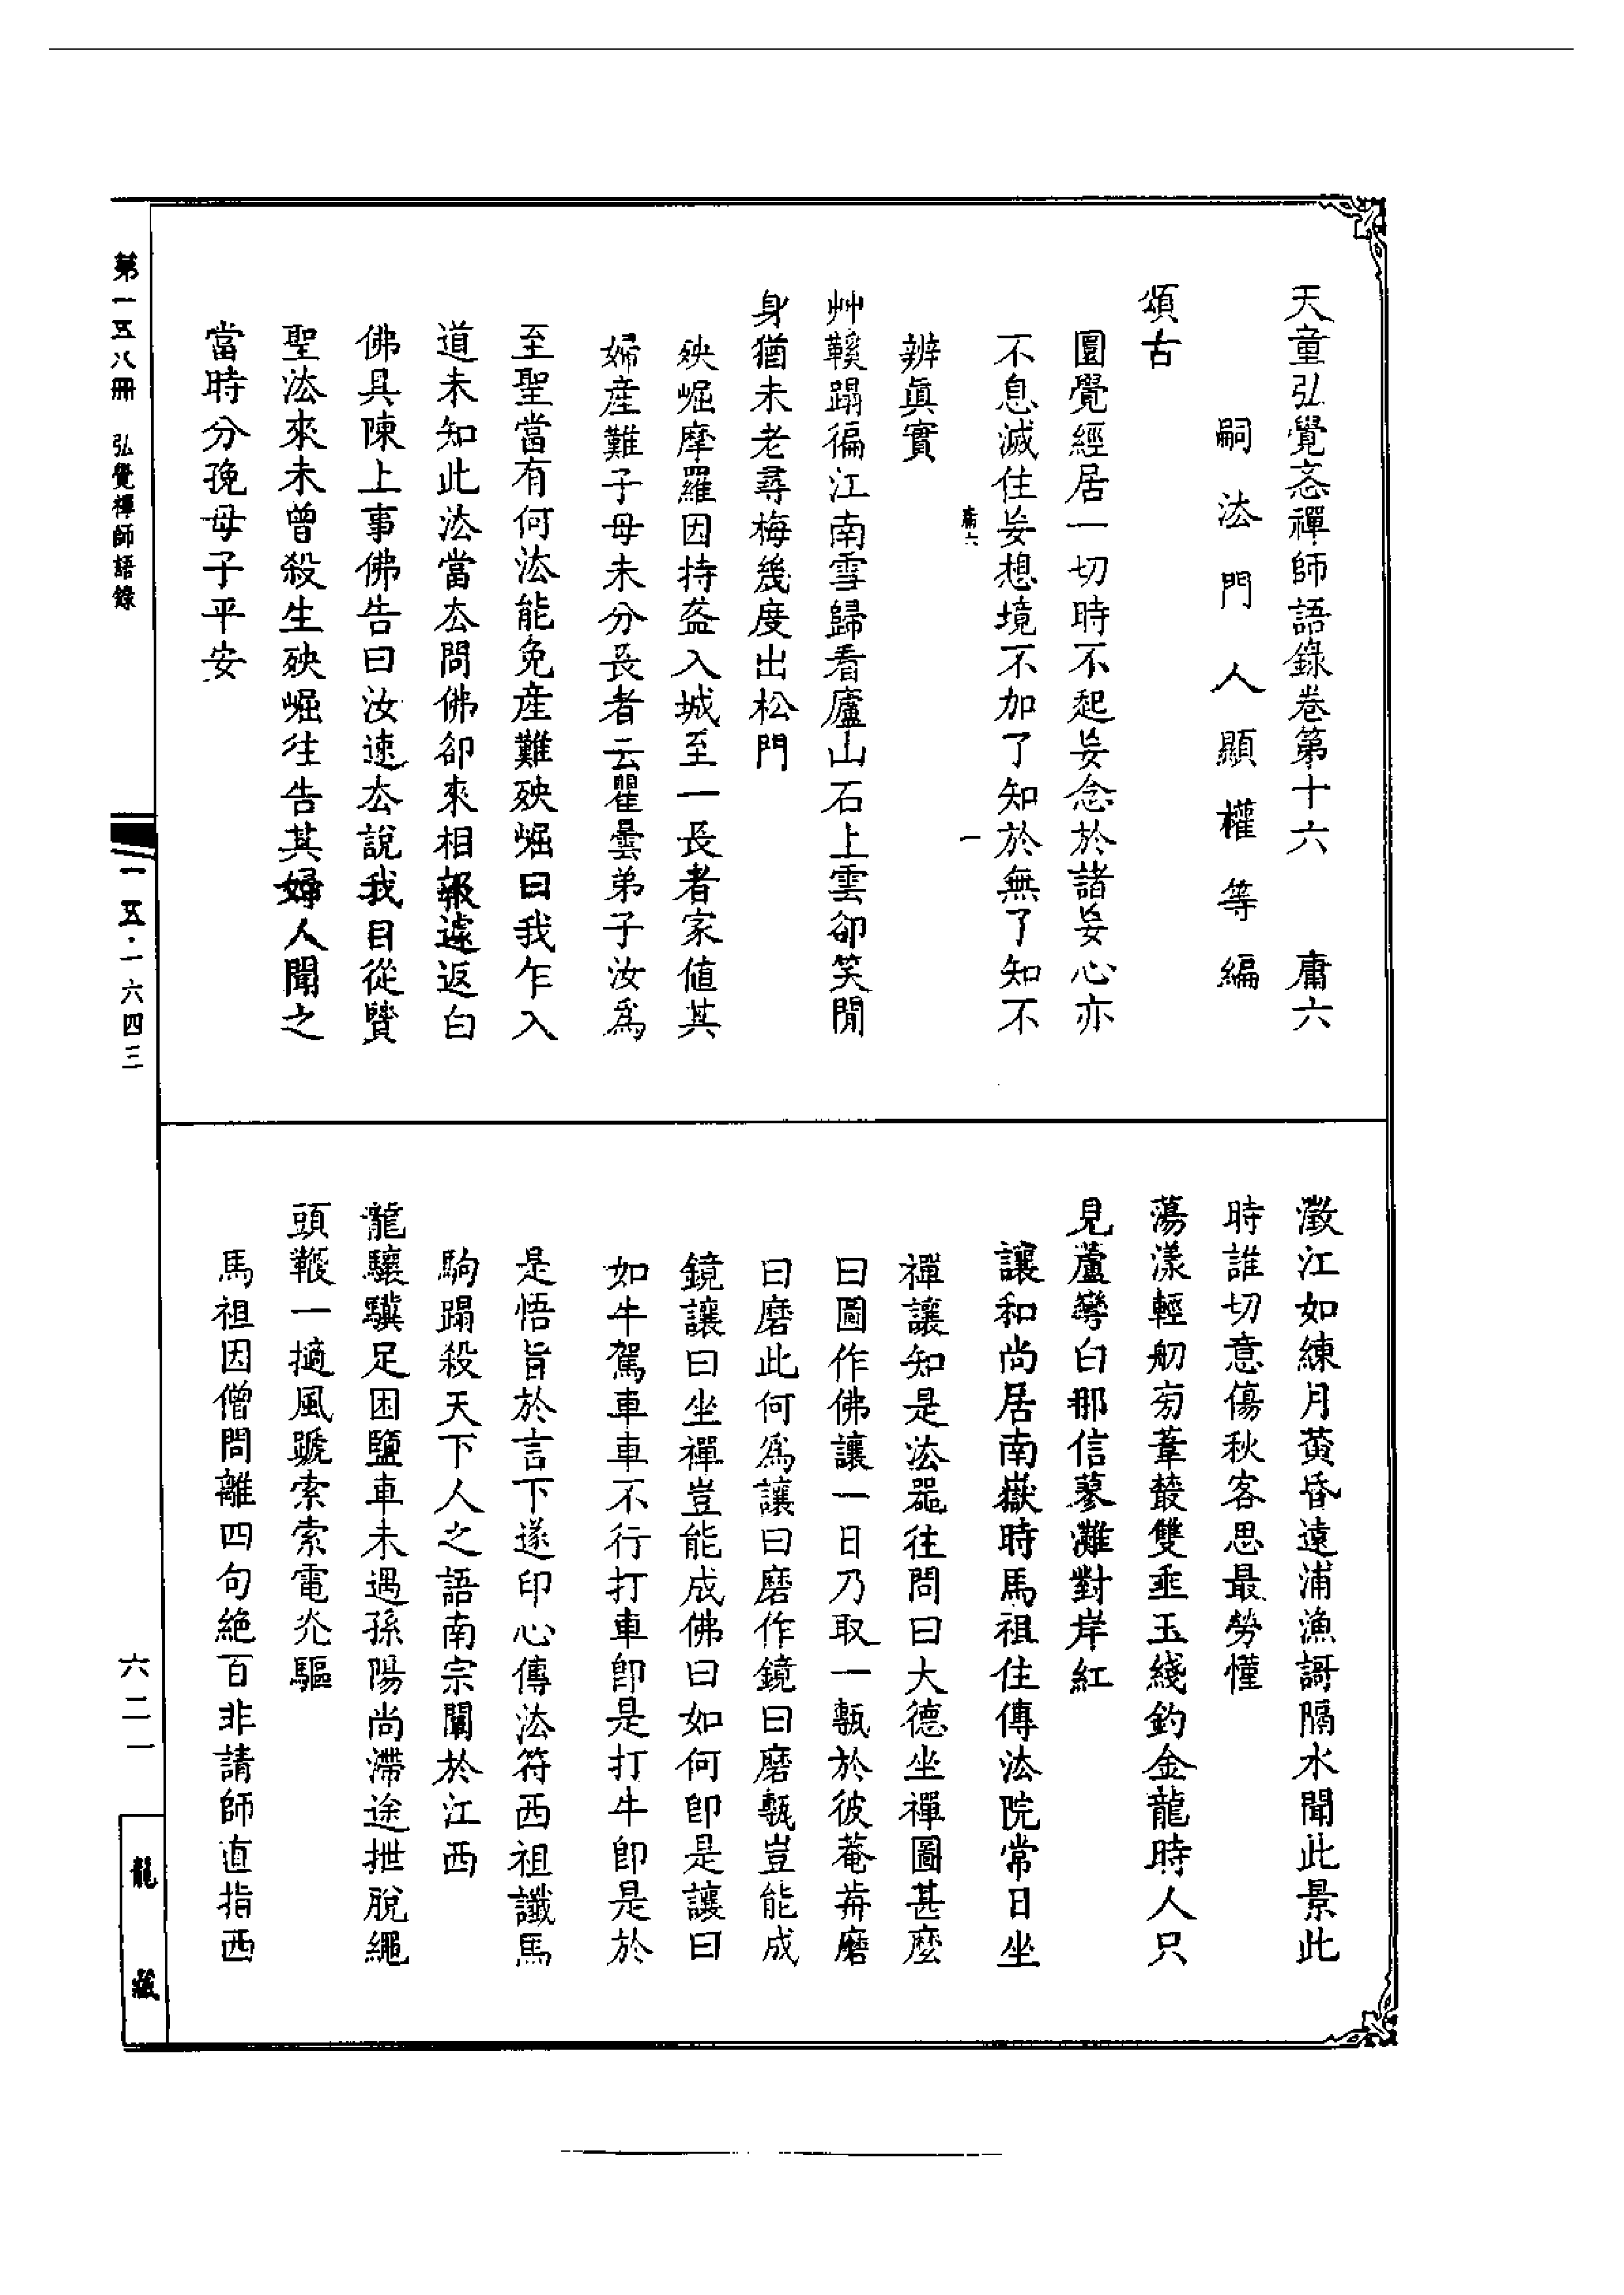 天童弘覺忞禪師語錄卷第十六 庸六
嗣法門人顯權等編
頌古
圓覺經居一切時不起妄念於諸妄心亦
不息滅住妄想境不加了知於無了知不
庸六 一
辨眞實
艸鞵蹋徧江南雪歸看廬山石上雲卻笑閒
身猶未老尋梅幾度出松門
殃崛摩羅因持盋入城至一長者家値其
婦產難子母未分長者云瞿曇弟子汝爲
至聖當有何法能免產難殃崛曰我乍入
道未知此法當去問佛卻來相報遽返白
佛具陳上事佛告曰汝速去說我自從賢
聖法來未曾殺生殃崛往告其婦人聞之
當時分㝃母子平安
澂江如練月黃昏遠浦漁謌隔水聞此景此
時誰切意傷秋客思最勞慬
蕩漾輕舠䓁葦叢雙垂玉綫釣金龍時人只
見蘆彎白那信蓼灘對岸紅
讓和尚居南嶽時馬祖住傳法院常日坐
禪讓知是法器往問曰大德坐禪圖甚麼
曰圖作佛讓一日乃取一甎於彼菴前磨
曰磨此何爲讓曰磨作鏡曰磨甎豈能成
鏡讓曰坐禪豈能成佛曰如何卽是讓曰
如牛駕車車不行打車卽是打牛卽是於
是悟旨於言下遂印心傳法符西祖讖馬
駒蹋殺天下人之語南宗闡於江西
龍驤驥足困鹽車未遇孫陽尚滯途抴脫繩
頭鞭一擿風蹏索索電光驅
馬祖因僧問離四句絕百非請師直指西
第一五八冊 弘覺禪師語錄
一五·一六四三
六二一
龍藏